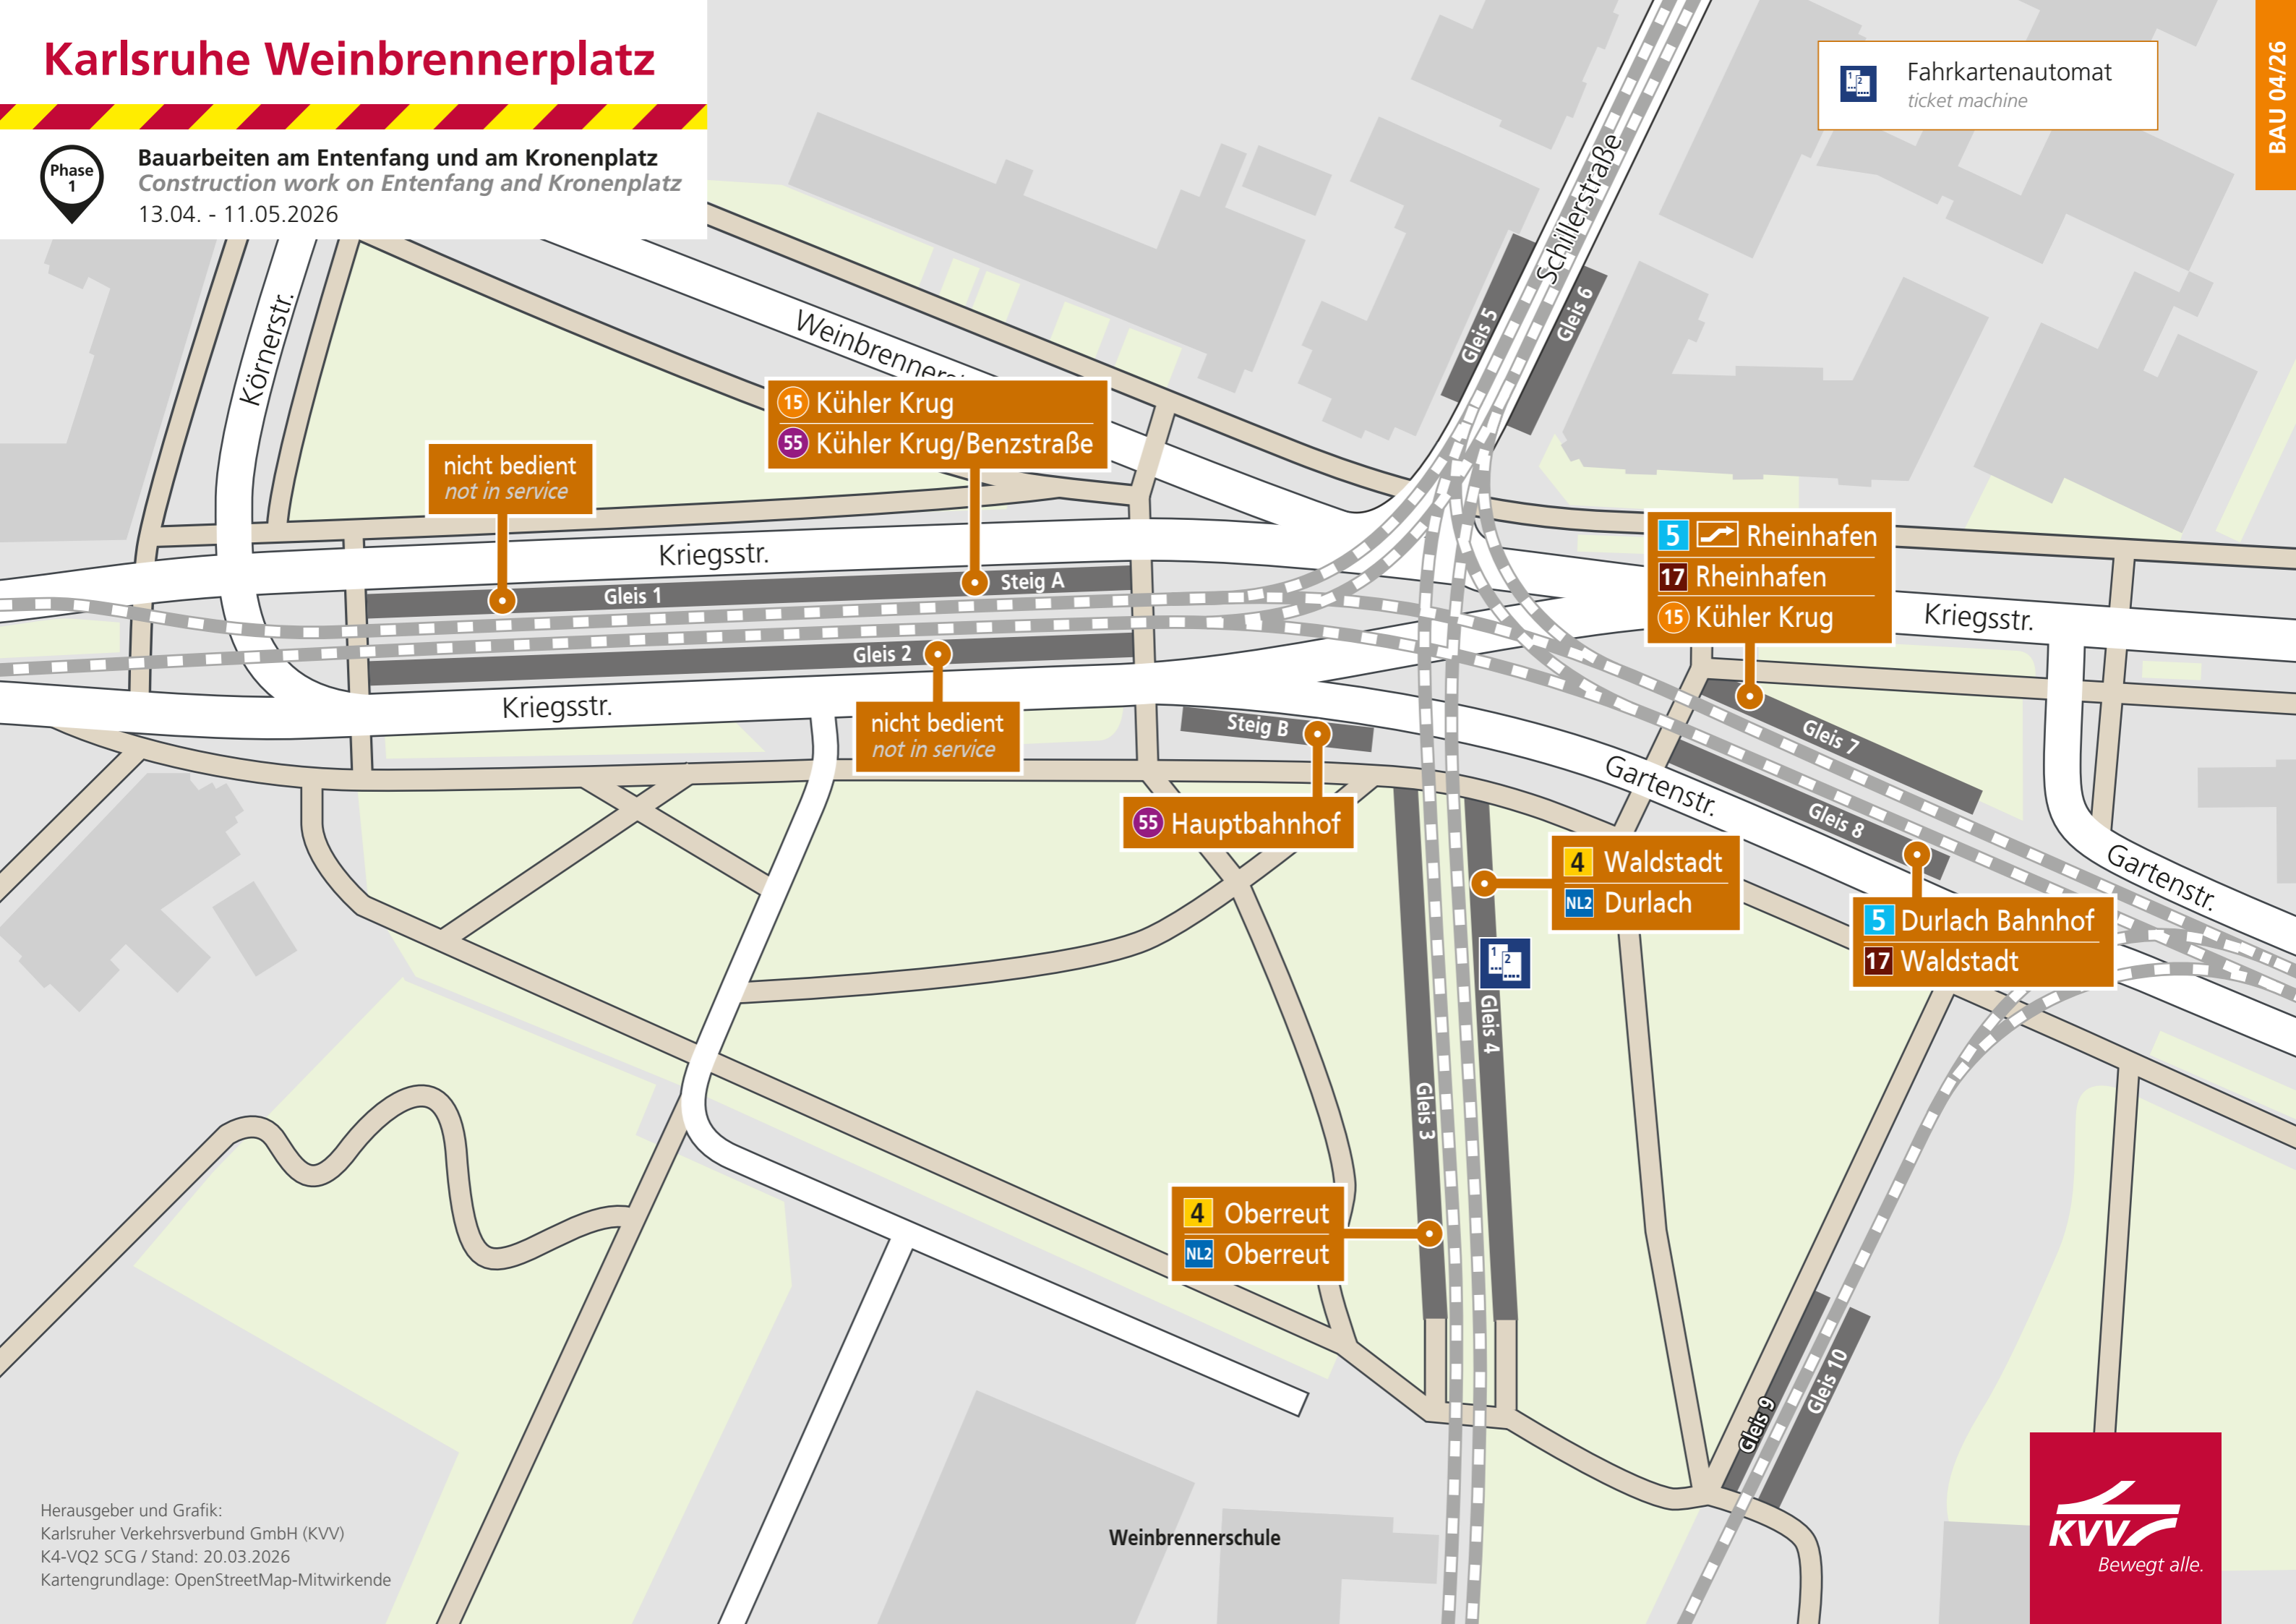 Karlsruhe Weinbrennerplatz
Phase
1
Bauarbeiten am Entenfang und am Kronenplatz
Construction work on Entenfang and Kronenplatz
13.04. - 11.05.2026
1 2
Fahrkartenautomat
ticket machine
BAU 04/26
Schillerstraße
Gleis 5
Gleis 6
Körnerstr.
Weinbrennerst
15 Kühler Krug
55 Kühler Krug/Benzstraße
nicht bedient
not in service
Kriegsstr.
Gleis 1
Steig A
Gleis 2
Kriegsstr.
nicht bedient
not in service
Steig B
55 Hauptbahnhof
5 Rheinhafen
17 Rheinhafen
15 Kühler Krug
Kriegsstr.
Gleis 7
Gleis 8
Gartenstr.
Gartenstr.
4 Waldstadt
NL2 Durlach
5 Durlach Bahnhof
17 Waldstadt
1 2
Gleis 4
Gleis 3
4 Oberreut
NL2 Oberreut
Gleis 9
Gleis 10
Weinbrennerschule
Herausgeber und Grafik:
Karlsruher Verkehrsverbund GmbH (KVV)
K4-VQ2 SCG / Stand: 20.03.2026
Kartengrundlage: OpenStreetMap-Mitwirkende
KVV
Bewegt alle.